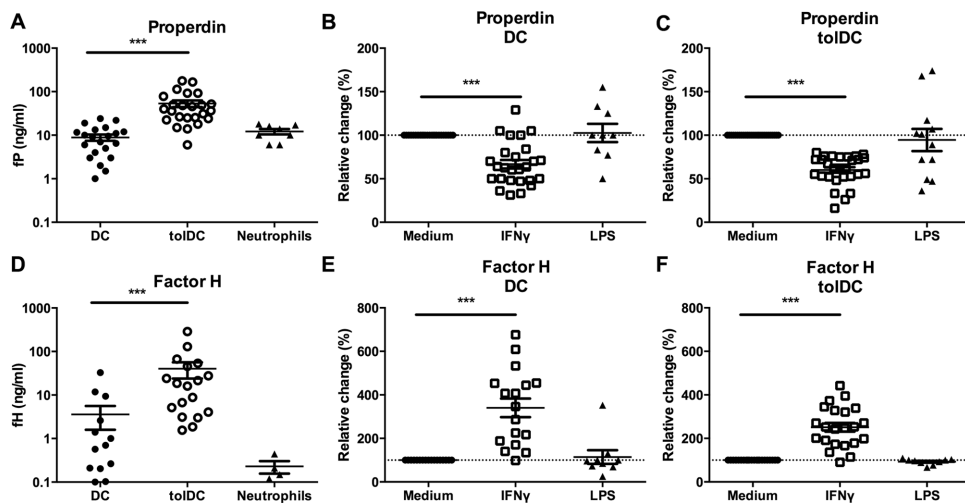 A
Properdin
***
fP (ng/ml)
1000
100
10
1
0.1
DC
tolDC
Neutrophils
B
Properdin
DC
***
Relative change (%)
200
150
100
50
0
Medium
IFNγ
LPS
C
Properdin
tolDC
***
Relative change (%)
200
150
100
50
0
Medium
IFNγ
LPS
D
Factor H
***
fH (ng/ml)
1000
100
10
1
0.1
DC
tolDC
Neutrophils
E
Factor H
DC
***
Relative change (%)
800
600
400
200
0
Medium
IFNγ
LPS
F
Factor H
tolDC
***
Relative change (%)
800
600
400
200
0
Medium
IFNγ
LPS